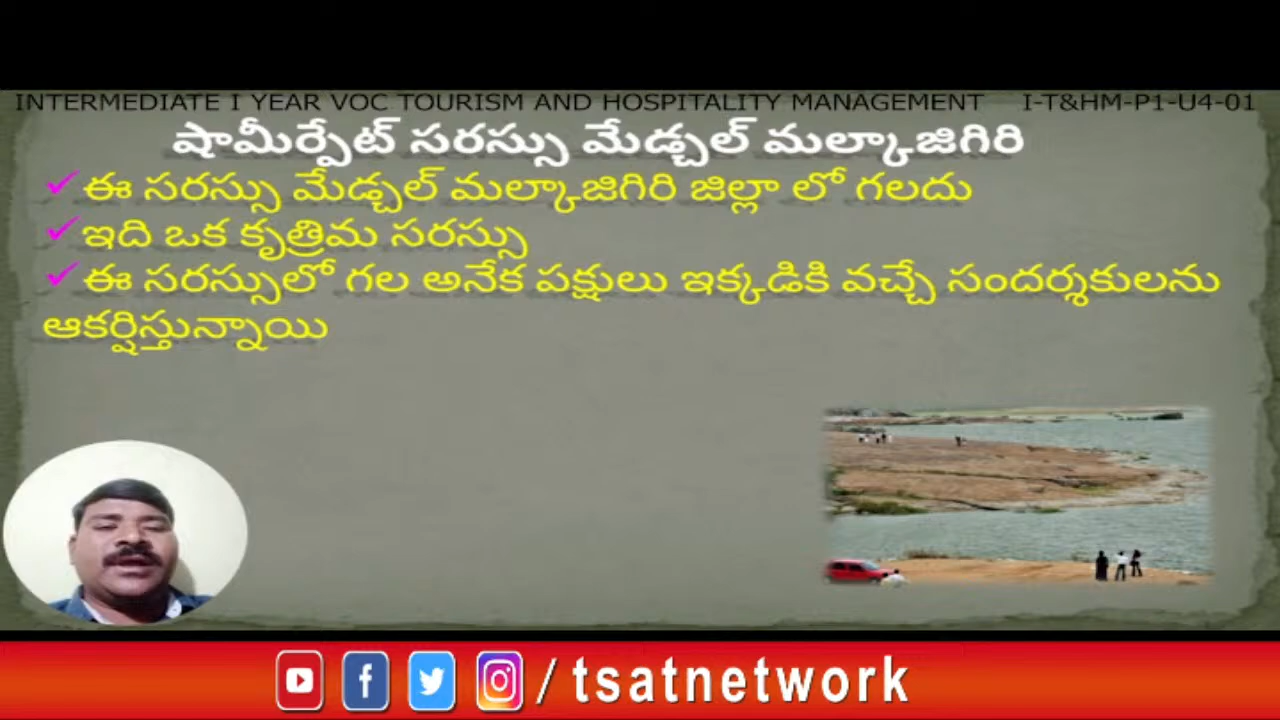 INTERMEDIATE I YEAR VOC TOURISM AND HOSPITALITY MANAGEMENT I-T&HM-P1-U4-01
షామీర్పేట్ సరస్సు మేడ్చల్ మల్కాజిగిరి
ఈ సరస్సు మేడ్చల్ మల్కాజిగిరి జిల్లా లో గలదు
ఇది ఒక కృత్రిమ సరస్సు
ఈ సరస్సులో గల అనేక పక్షులు ఇక్కడికి వచ్చే సందర్శకులను
ఆకర్షిస్తున్నాయి
/ tsatnetwork